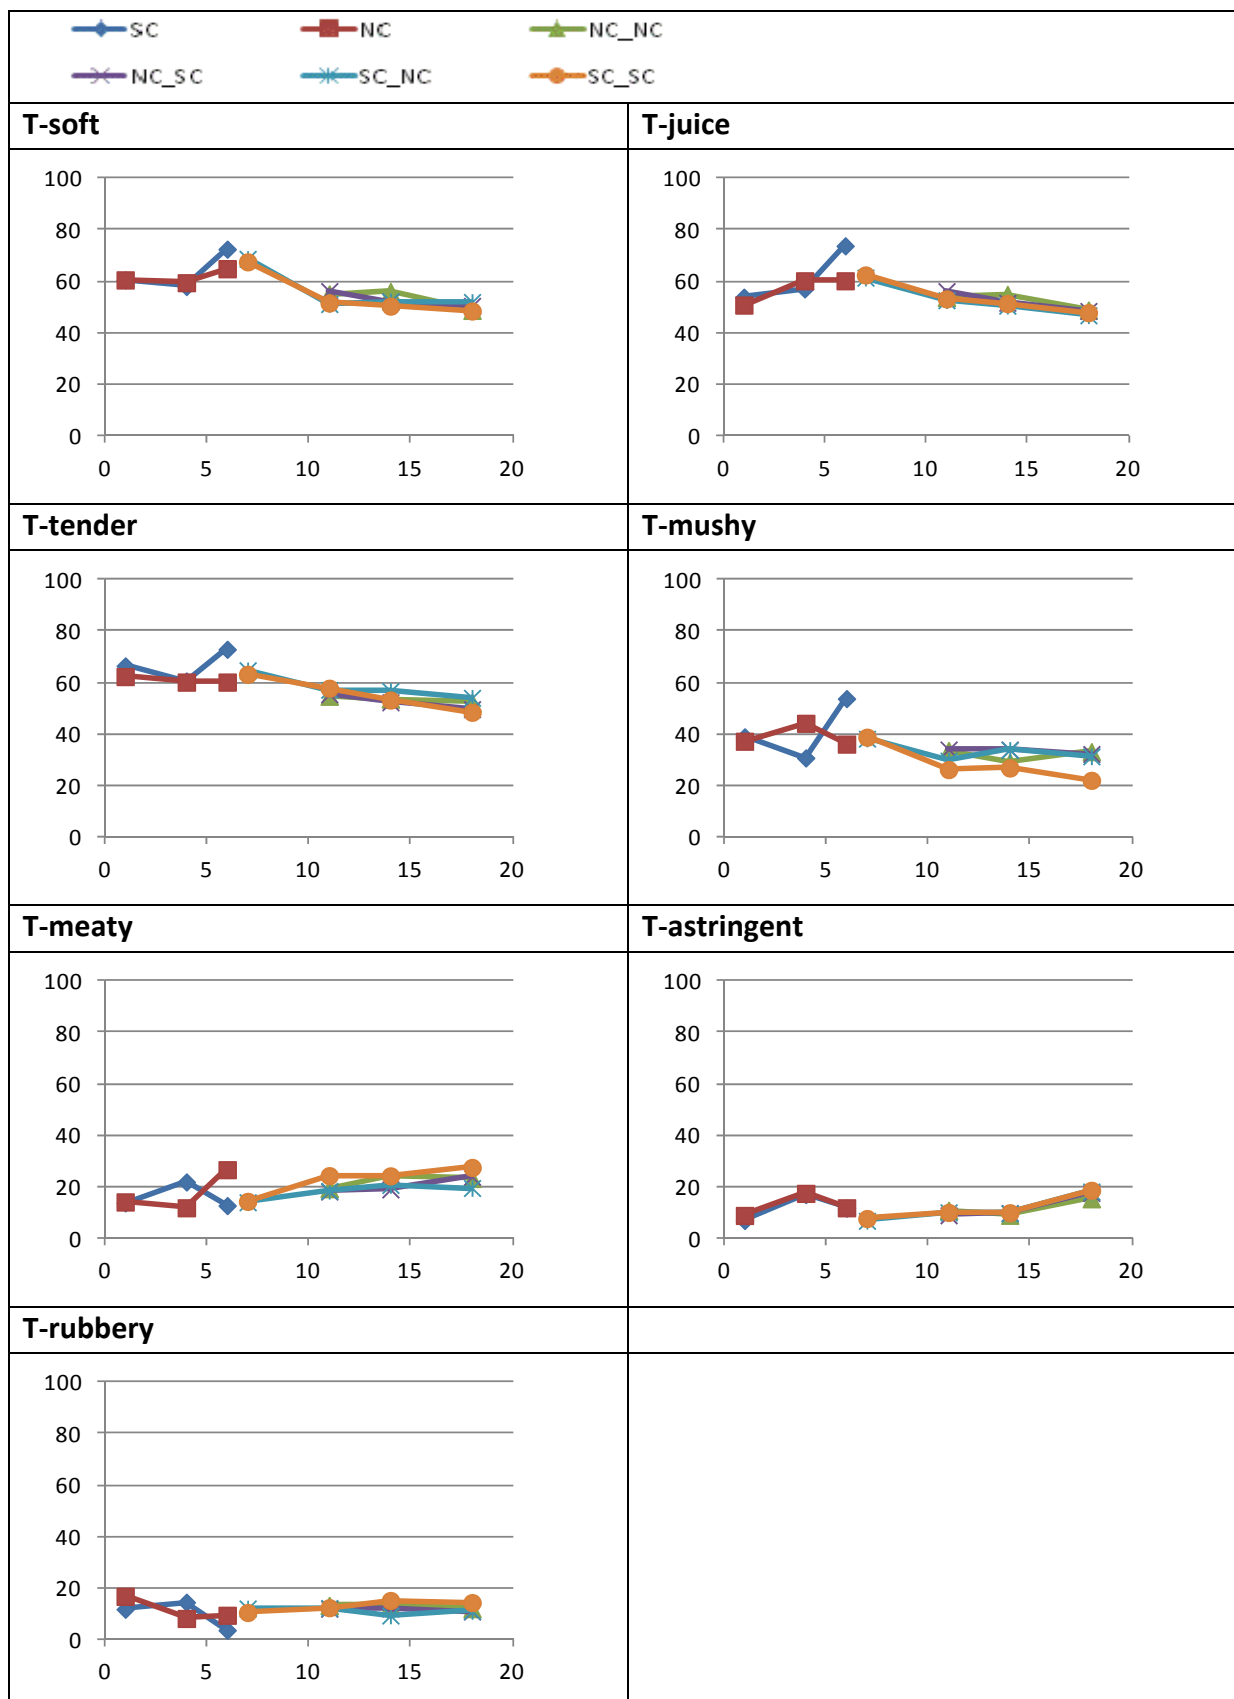 SC NC NC_NC
NC_SC SC_NC SC_SC
T-soft T-juice
100 100
80 80
60 60
40 40
20 20
0 0
0 5 10 15 20 0 5 10 15 20
T-tender T-mushy
100 100
80 80
60 60
40 40
20 20
0 0
0 5 10 15 20 0 5 10 15 20
T-meaty T-astringent
100 100
80 80
60 60
40 40
20 20
0 0
0 5 10 15 20 0 5 10 15 20
T-rubbery
100
80
60
40
20
0
0 5 10 15 20